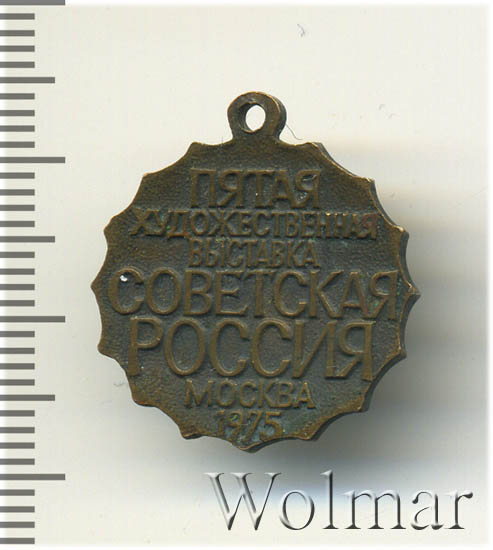 ПЯТАЯ
ХУДОЖЕСТВЕННАЯ
ВЫСТАВКА
СОВЕТСКАЯ
РОССИЯ
МОСКВА
1975
Wolmar